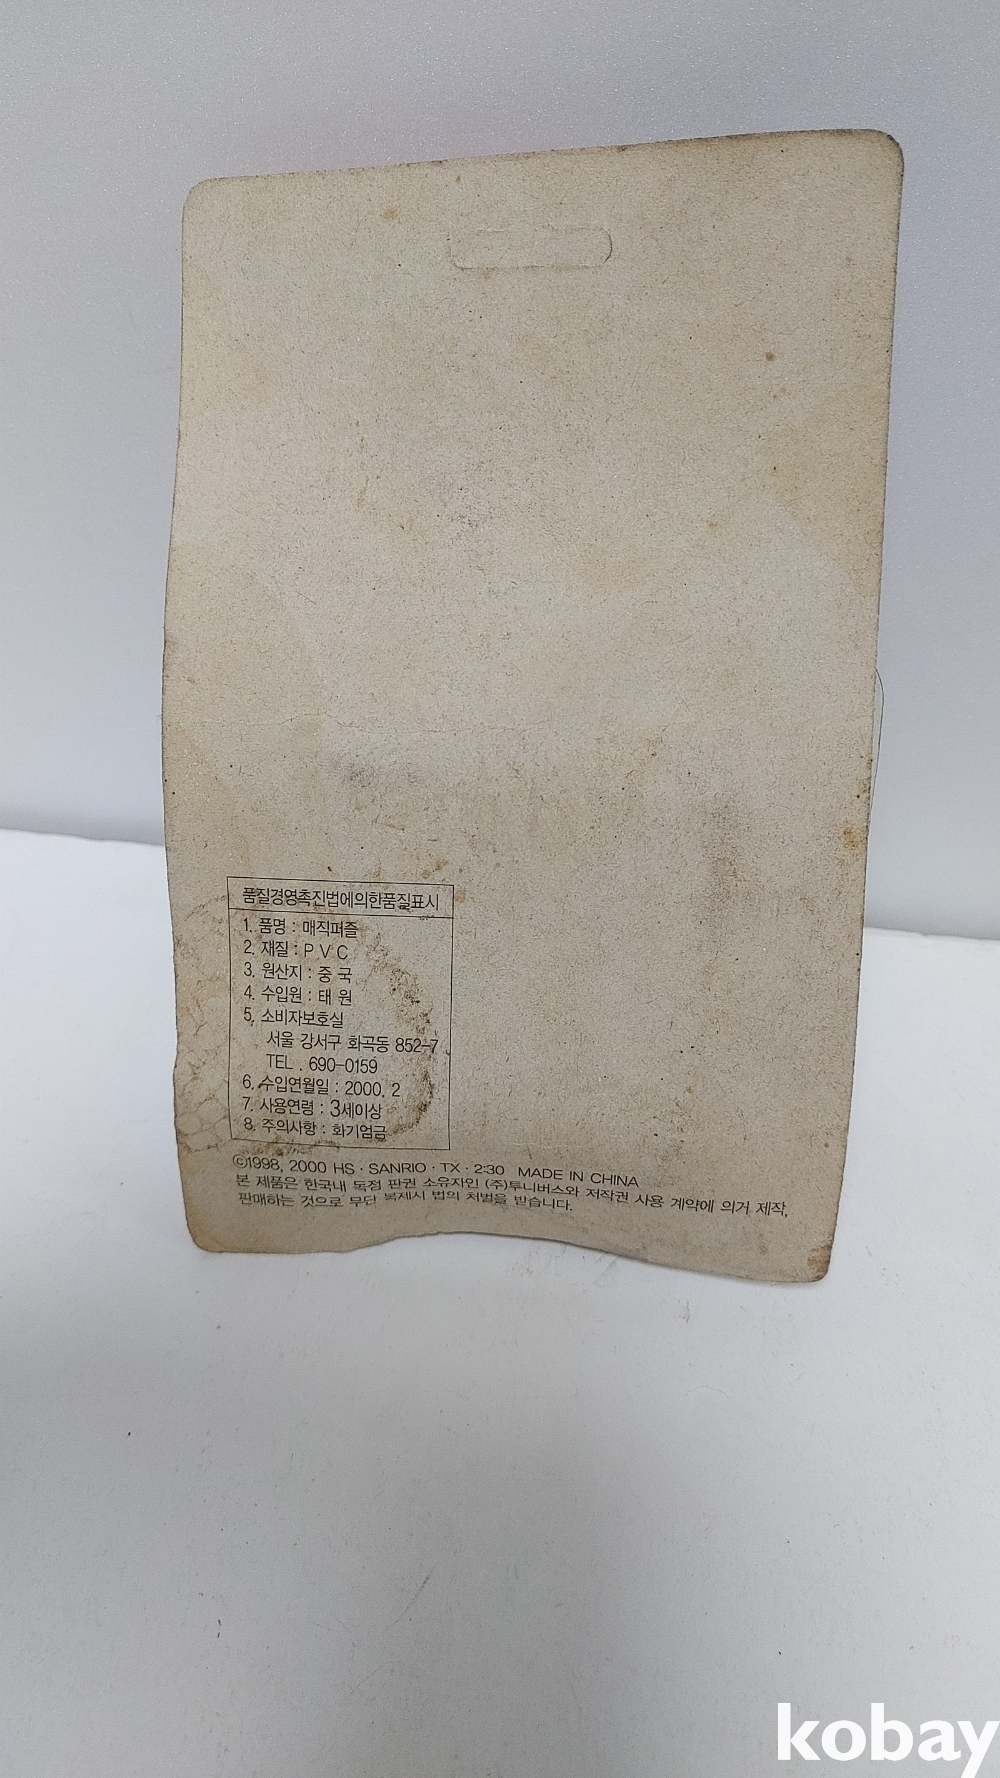 품질경영촉진법에의한품질표시
1. 품명 : 매직퍼즐
2. 재질 : P V C
3. 원산지 : 중 국
4. 수입원 : 태 원
5. 소비자보호실
서울 강서구 화곡동 852-7
TEL . 690-0159
6. 수입연월일 : 2000. 2
7. 사용연령 : 3세이상
8. 주의사항 : 화기엄금
©1998, 2000 HS · SANRIO · TX · 2:30 MADE IN CHINA
본 제품은 한국내 독점 판권 소유자인 (주)투니버스와 저작권 사용 계약에 의거 제작,
판매하는 것으로 무단 복제시 법의 처벌을 받습니다.
kobay